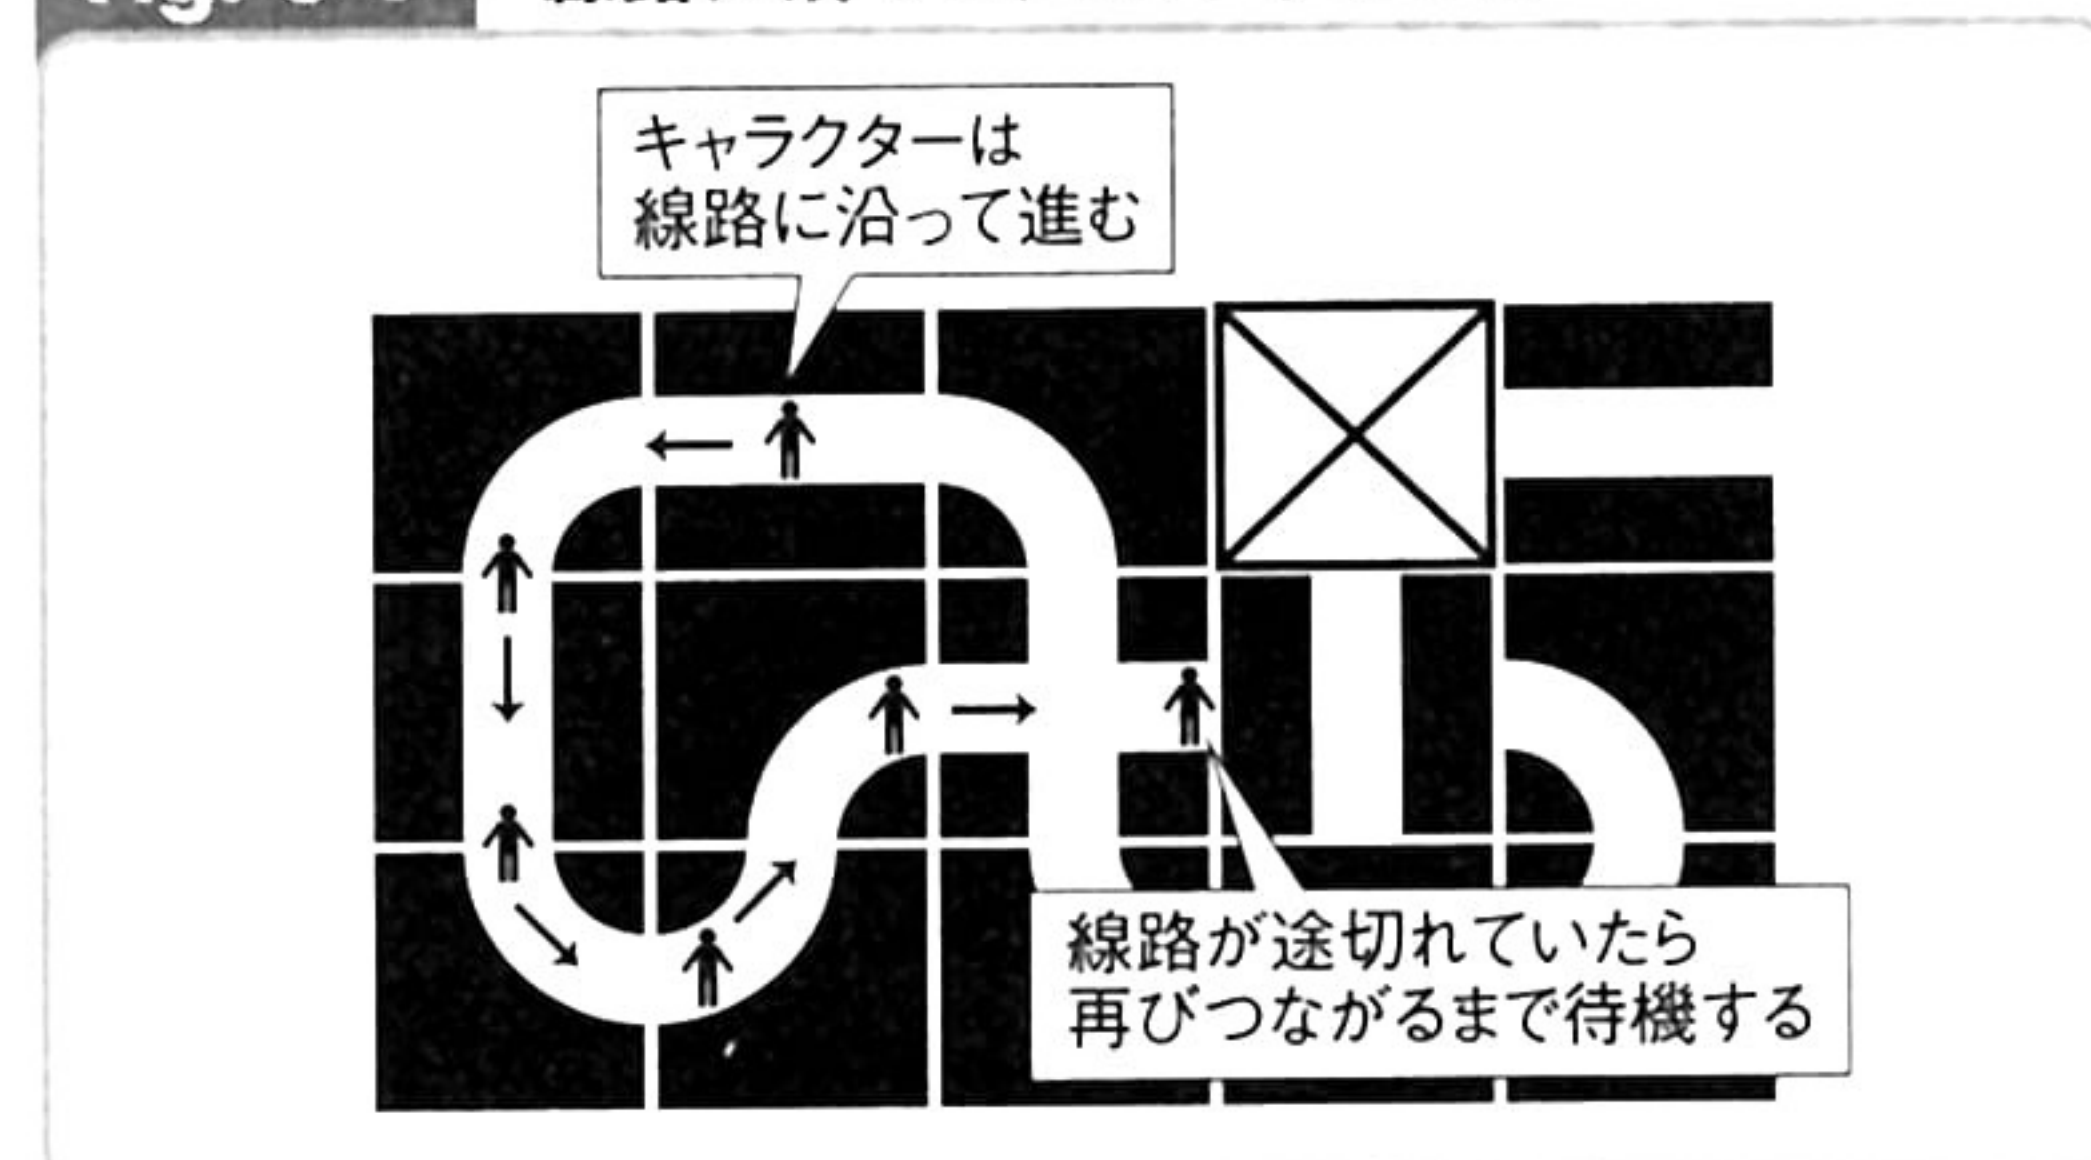 キャラクターは
線路に沿って進む
線路が途切れていたら
再びつながるまで待機する